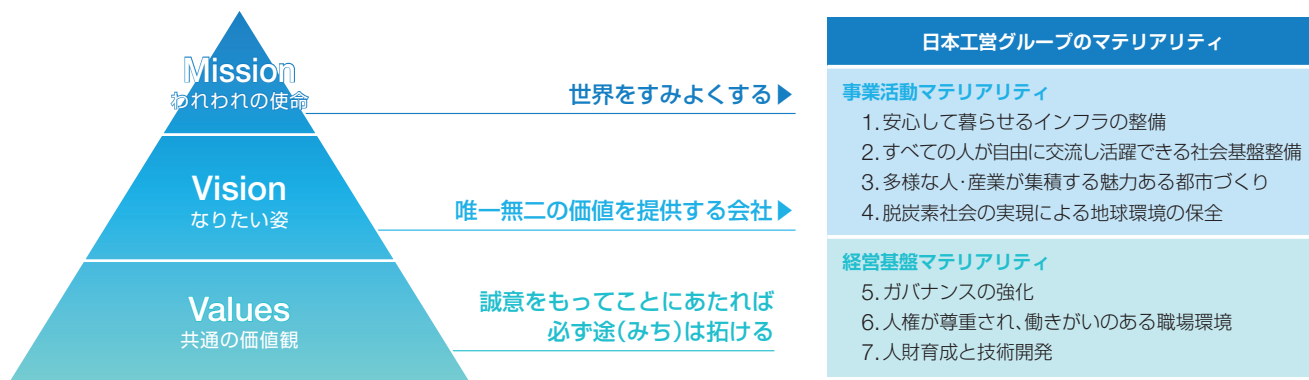 Mission
われわれの使命
世界をすみよくする▶
Vision
なりたい姿
唯一無二の価値を提供する会社▶
Values
共通の価値観
誠意をもってことにあたれば
必ず途(みち)は拓ける
日本工営グループのマテリアリティ
事業活動マテリアリティ
1.安心して暮らせるインフラの整備
2.すべての人が自由に交流し活躍できる社会基盤整備
3.多様な人・産業が集積する魅力ある都市づくり
4.脱炭素社会の実現による地球環境の保全
経営基盤マテリアリティ
5.ガバナンスの強化
6.人権が尊重され、働きがいのある職場環境
7.人財育成と技術開発